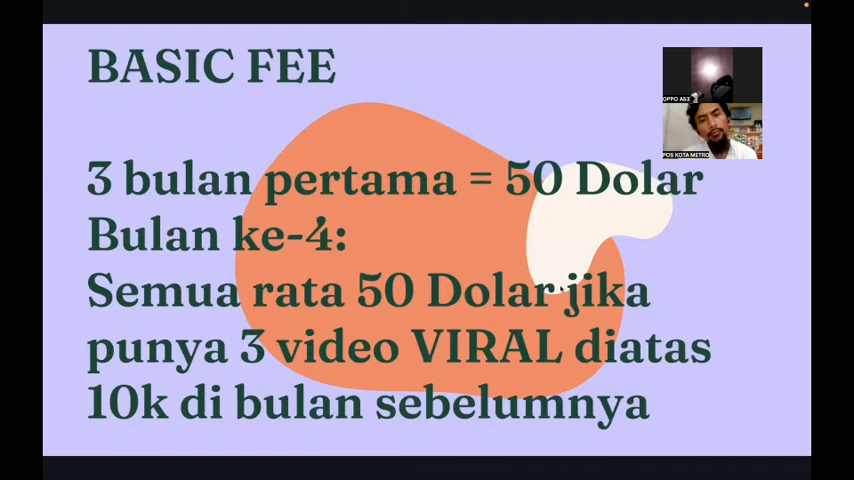 BASIC FEE
3 bulan pertama = 50 Dolar
Bulan ke-4:
Semua rata 50 Dolar jika
punya 3 video VIRAL diatas
10k di bulan sebelumnya
OPPO A53
POS KOTA METRO